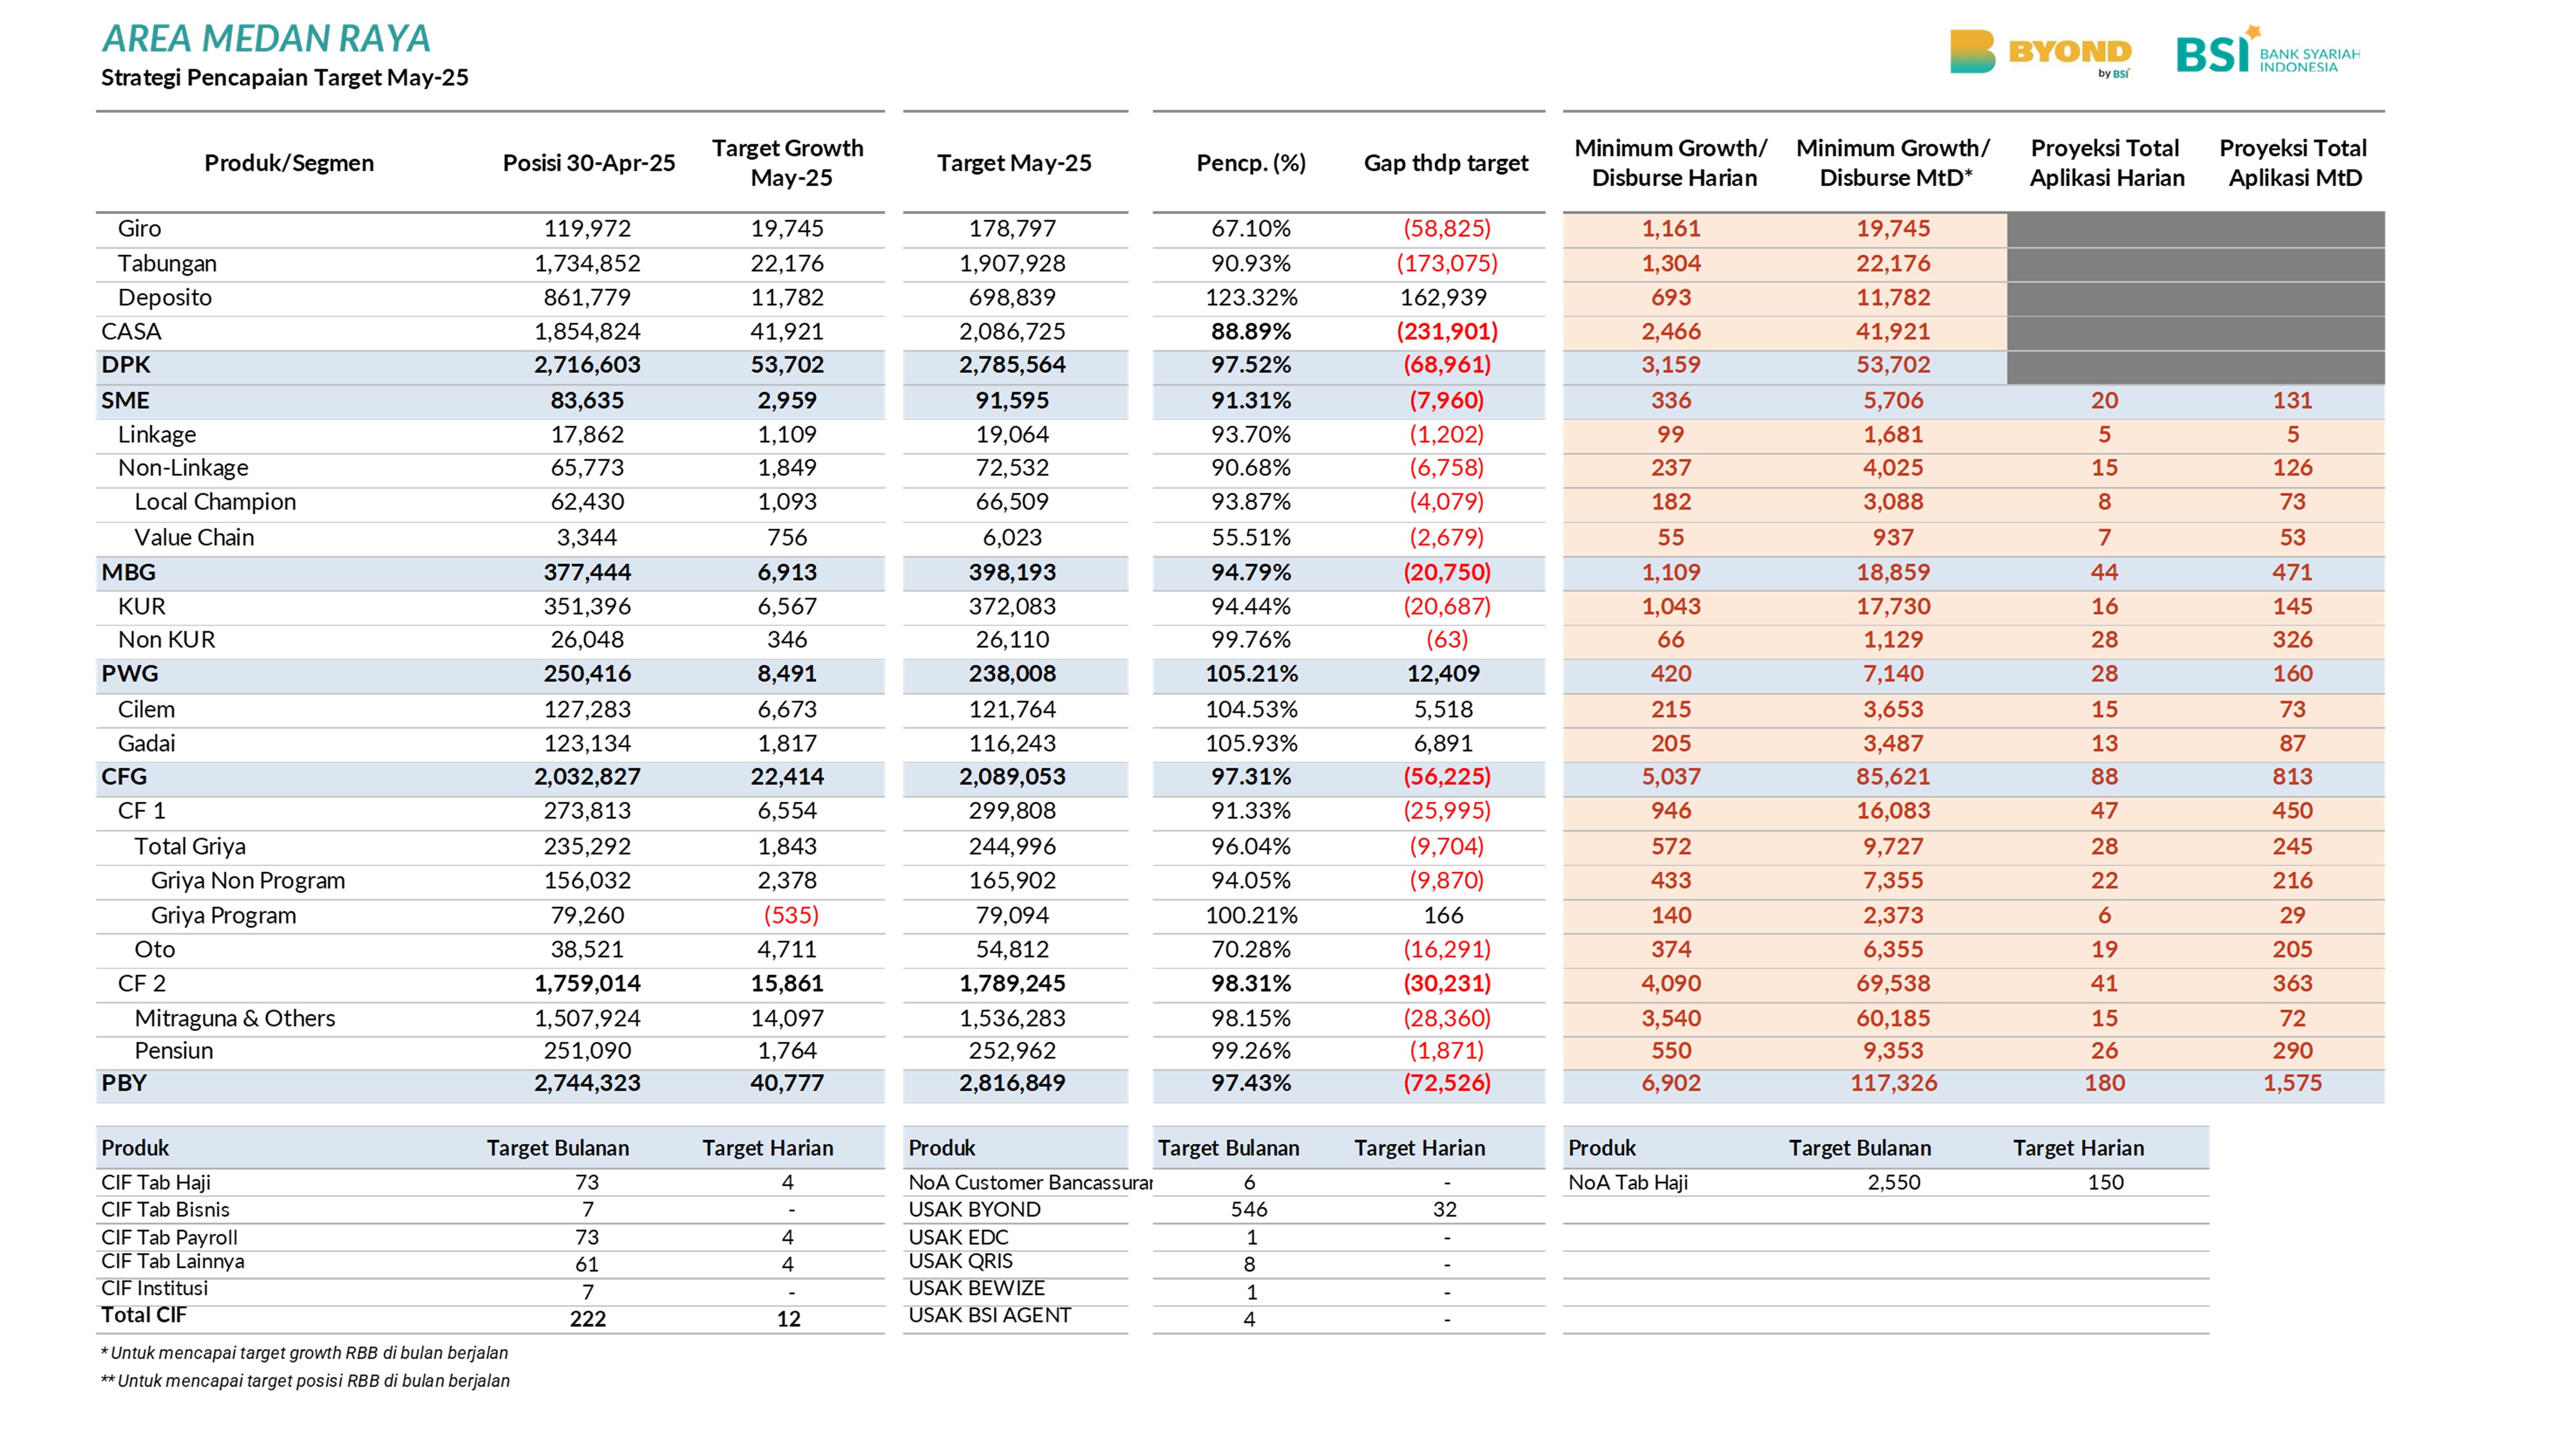 AREA MEDAN RAYA
Strategi Pencapaian Target May-25
BYOND
by BSI
BSI BANK SYARIAH
INDONESIA
Produk/Segmen Posisi 30-Apr-25 Target Growth May-25 Target May-25 Pencp. (%) Gap thdp target Minimum Growth/ Disburse Harian Minimum Growth/ Disburse MtD* Proyeksi Total Aplikasi Harian Proyeksi Total Aplikasi MtD
Giro 119,972 19,745 178,797 67.10% (58,825) 1,161 19,745
Tabungan 1,734,852 22,176 1,907,928 90.93% (173,075) 1,304 22,176
Deposito 861,779 11,782 698,839 123.32% 162,939 693 11,782
CASA 1,854,824 41,921 2,086,725 88.89% (231,901) 2,466 41,921
DPK 2,716,603 53,702 2,785,564 97.52% (68,961) 3,159 53,702
SME 83,635 2,959 91,595 91.31% (7,960) 336 5,706 20 131
Linkage 17,862 1,109 19,064 93.70% (1,202) 99 1,681 5 5
Non-Linkage 65,773 1,849 72,532 90.68% (6,758) 237 4,025 15 126
Local Champion 62,430 1,093 66,509 93.87% (4,079) 182 3,088 8 73
Value Chain 3,344 756 6,023 55.51% (2,679) 55 937 7 53
MBG 377,444 6,913 398,193 94.79% (20,750) 1,109 18,859 44 471
KUR 351,396 6,567 372,083 94.44% (20,687) 1,043 17,730 16 145
Non KUR 26,048 346 26,110 99.76% (63) 66 1,129 28 326
PWG 250,416 8,491 238,008 105.21% 12,409 420 7,140 28 160
Cilem 127,283 6,673 121,764 104.53% 5,518 215 3,653 15 73
Gadai 123,134 1,817 116,243 105.93% 6,891 205 3,487 13 87
CFG 2,032,827 22,414 2,089,053 97.31% (56,225) 5,037 85,621 88 813
CF 1 273,813 6,554 299,808 91.33% (25,995) 946 16,083 47 450
Total Griya 235,292 1,843 244,996 96.04% (9,704) 572 9,727 28 245
Griya Non Program 156,032 2,378 165,902 94.05% (9,870) 433 7,355 22 216
Griya Program 79,260 (535) 79,094 100.21% 166 140 2,373 6 29
Oto 38,521 4,711 54,812 70.28% (16,291) 374 6,355 19 205
CF 2 1,759,014 15,861 1,789,245 98.31% (30,231) 4,090 69,538 41 363
Mitraguna & Others 1,507,924 14,097 1,536,283 98.15% (28,360) 3,540 60,185 15 72
Pensiun 251,090 1,764 252,962 99.26% (1,871) 550 9,353 26 290
PBY 2,744,323 40,777 2,816,849 97.43% (72,526) 6,902 117,326 180 1,575
Produk Target Bulanan Target Harian Produk Target Bulanan Target Harian Produk Target Bulanan Target Harian
CIF Tab Haji 73 4 NoA Customer Bancassurar 6 - NoA Tab Haji 2,550 150
CIF Tab Bisnis 7 - USAK BYOND 546 32
CIF Tab Payroll 73 4 USAK EDC 1 -
CIF Tab Lainnya 61 4 USAK QRIS 8 -
CIF Institusi 7 - USAK BEWIZE 1 -
Total CIF 222 12 USAK BSI AGENT 4 -
* Untuk mencapai target growth RBB di bulan berjalan
** Untuk mencapai target posisi RBB di bulan berjalan